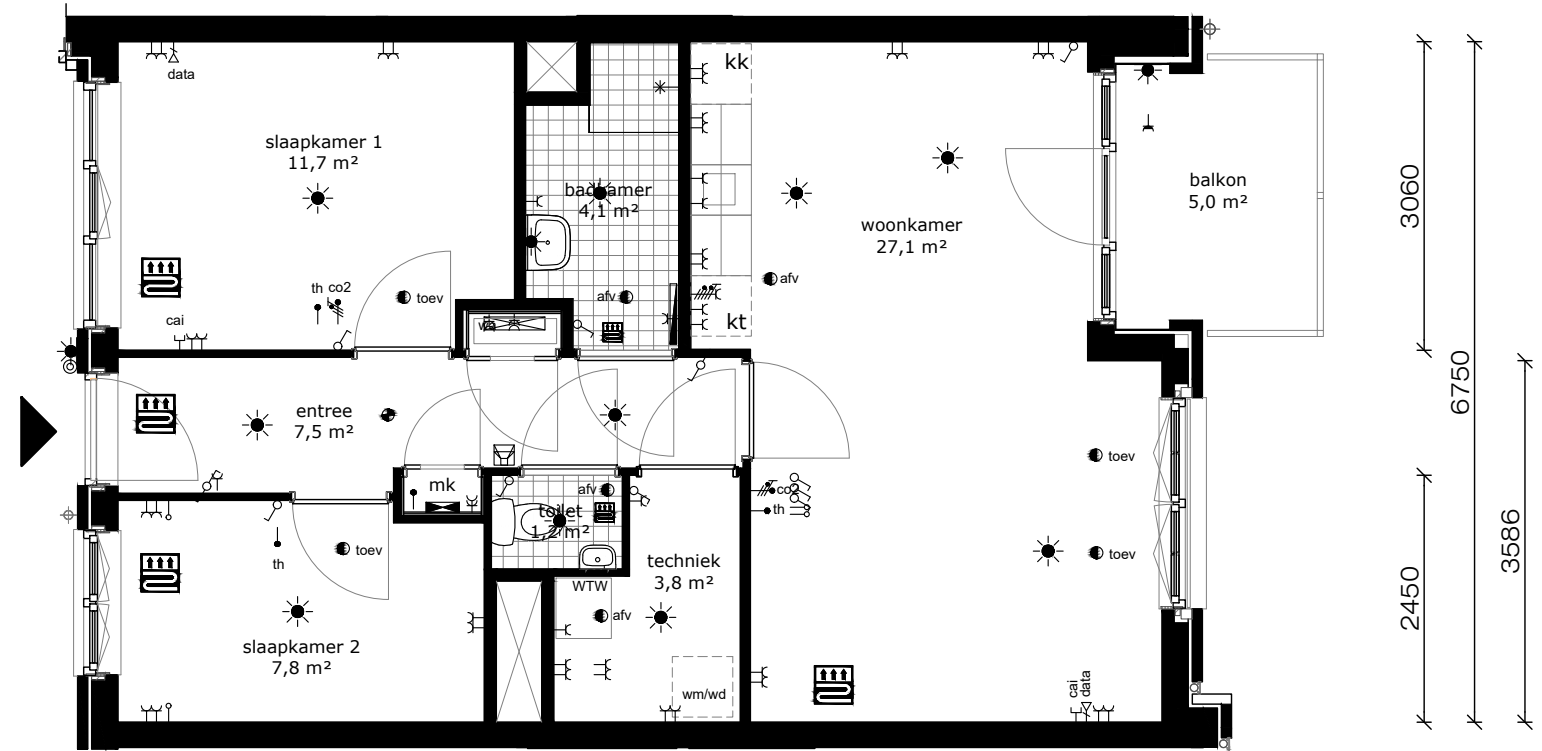 data
slaapkamer 1
11,7 m²
th co2
toev
cai
badkamer
4,1 m²
afv
kk
kt
afv
woonkamer
27,1 m²
balkon
5,0 m²
entree
7,5 m²
mk
afv
toilet
1,2 m²
co2
th
toev
toev
th
toev
slaapkamer 2
7,8 m²
WTW
afv
techniek
3,8 m²
wm/wd
cai
data
3060
6750
2450
3586